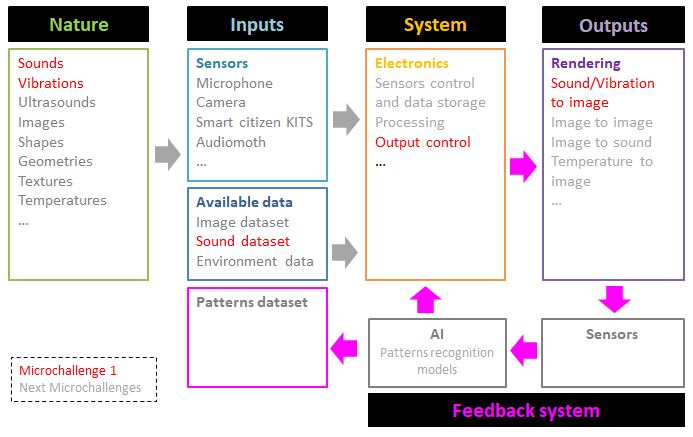 Nature
Inputs
System
Outputs
Sounds
Vibrations
Ultrasounds
Images
Shapes
Geometries
Textures
Temperatures
...
Sensors
Microphone
Camera
Smart citizen KITS
Audiomoth
...
Available data
Image dataset
Sound dataset
Environment data
Patterns dataset
Electronics
Sensors control
and data storage
Processing
Output control
...
Rendering
Sound/Vibration
to image
Image to image
Image to sound
Temperature to
image
...
AI
Patterns recognition
models
Sensors
Microchallenge 1
Next Microchallenges
Feedback system